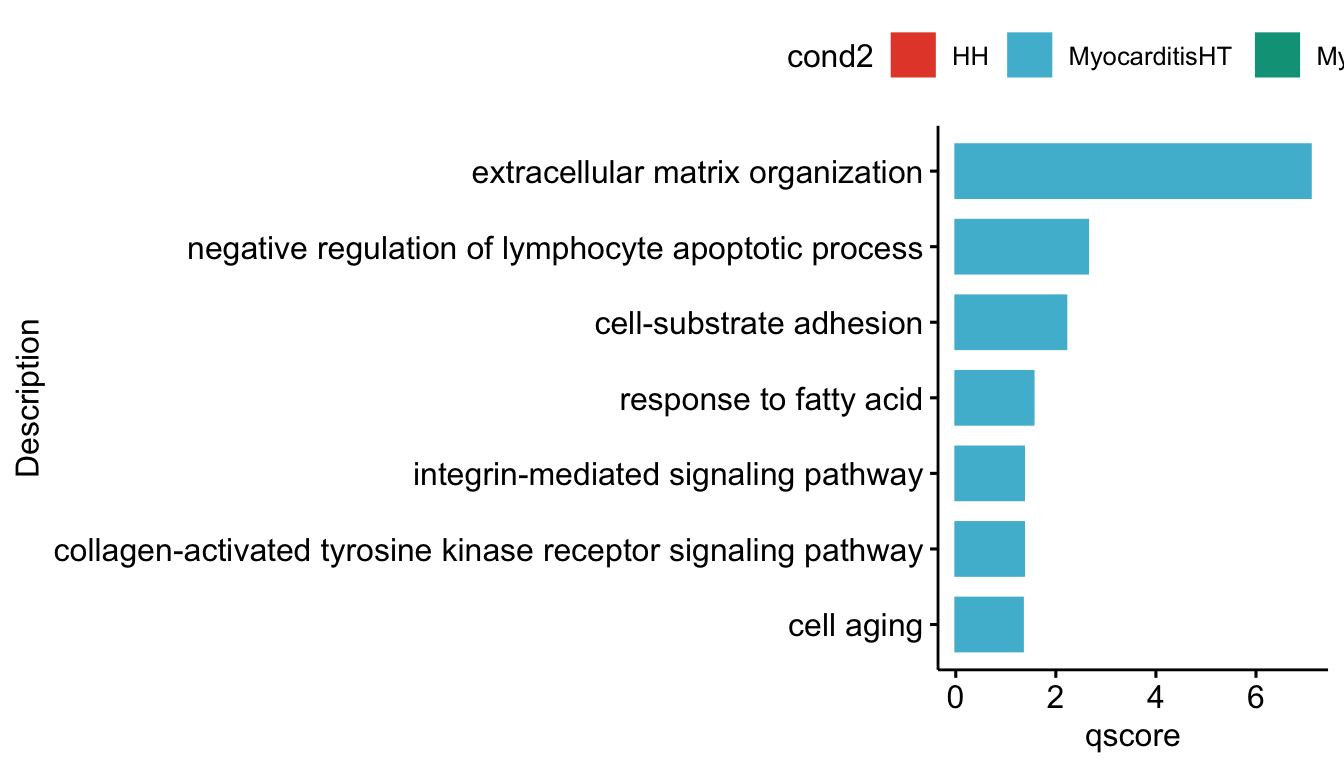 cond2 HH MyocarditisHT My
extracellular matrix organization
negative regulation of lymphocyte apoptotic process
cell-substrate adhesion
response to fatty acid
integrin-mediated signaling pathway
collagen-activated tyrosine kinase receptor signaling pathway
cell aging
Description
0 2 4 6
qscore